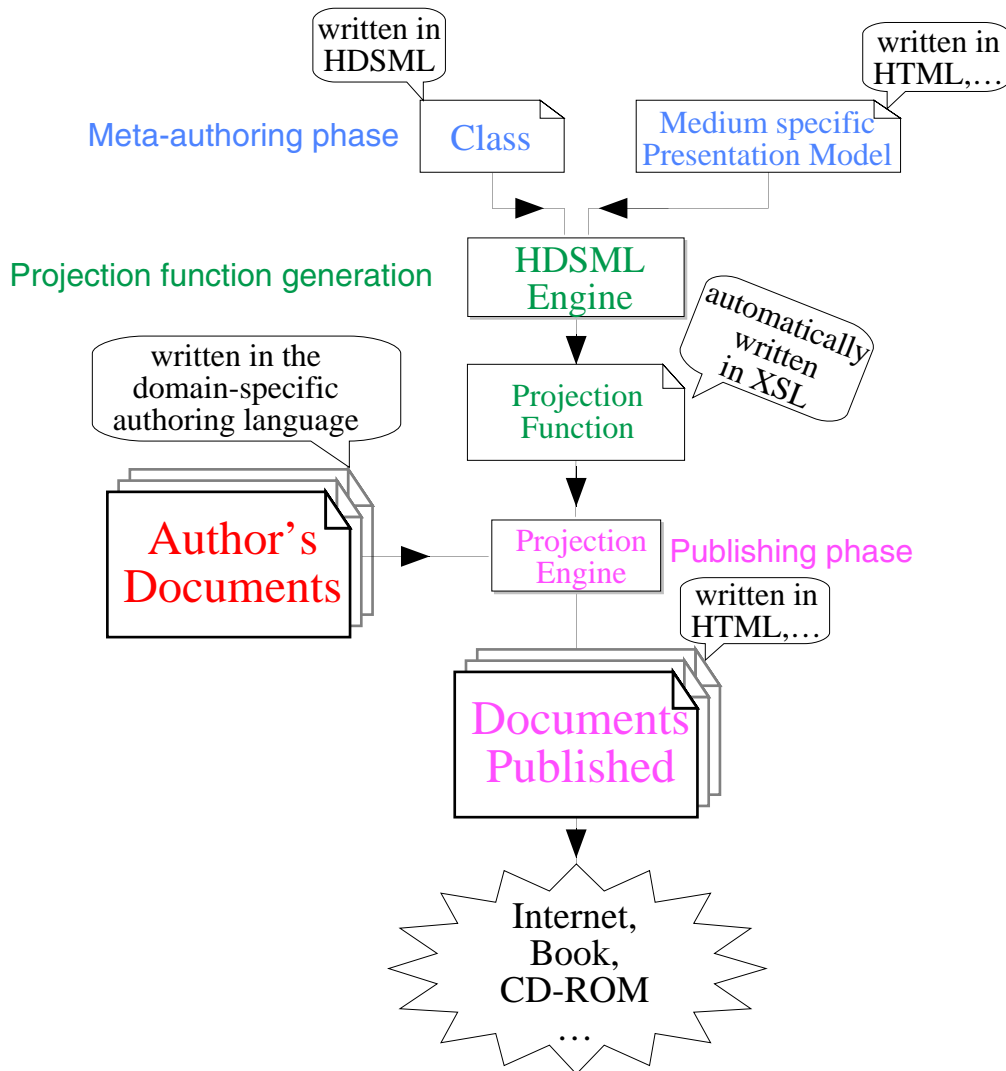 written in
HDSML
written in
HTML,…
Meta-authoring phase
Class
Medium specific
Presentation Model
Projection function generation
HDSML
Engine
automatically
written
in XSL
written in the
domain-specific
authoring language
Projection
Function
Author's
Documents
Projection
Engine
Publishing phase
written in
HTML,…
Documents
Published
Internet,
Book,
CD-ROM
…